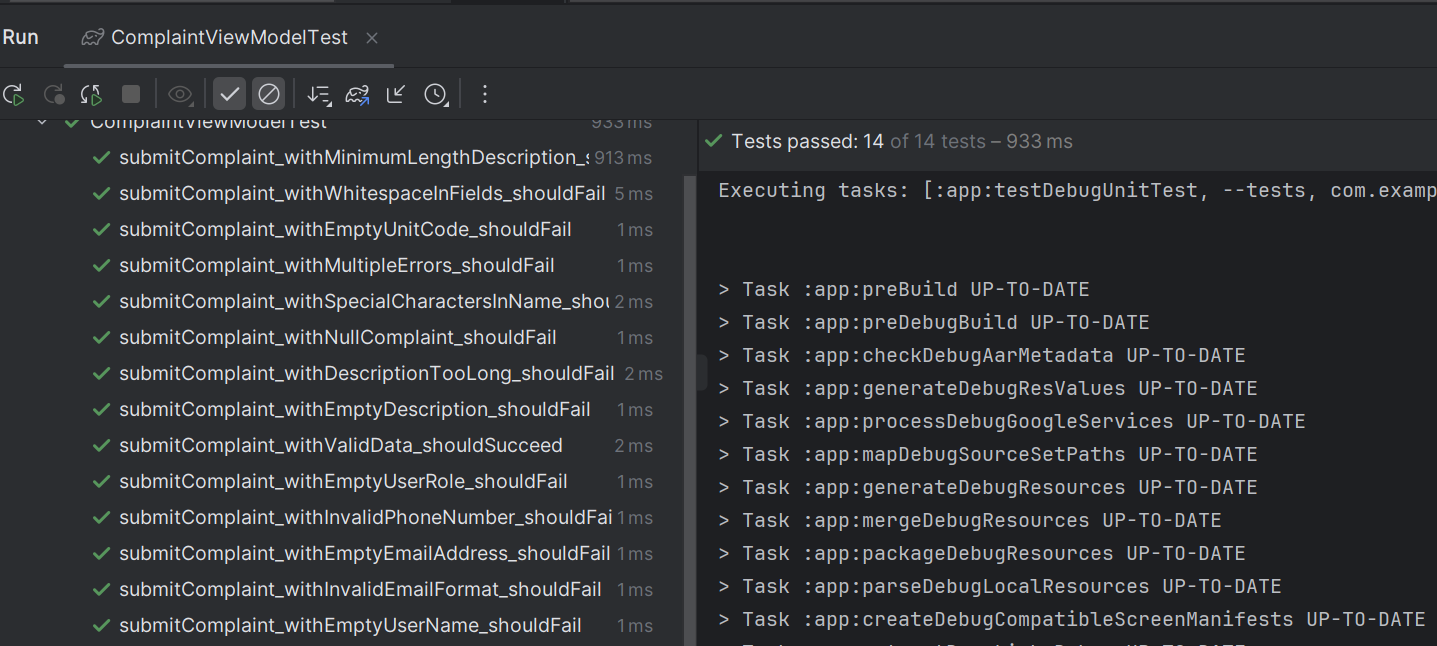 Run ComplaintViewModelTest
ComplaintViewModelTest 933 ms
submitComplaint_withMinimumLengthDescription_ 913 ms
submitComplaint_withWhitespaceInFields_shouldFail 5 ms
submitComplaint_withEmptyUnitCode_shouldFail 1 ms
submitComplaint_withMultipleErrors_shouldFail 1 ms
submitComplaint_withSpecialCharactersInName_shou 2 ms
submitComplaint_withNullComplaint_shouldFail 1 ms
submitComplaint_withDescriptionTooLong_shouldFail 2 ms
submitComplaint_withEmptyDescription_shouldFail 1 ms
submitComplaint_withValidData_shouldSucceed 2 ms
submitComplaint_withEmptyUserRole_shouldFail 1 ms
submitComplaint_withInvalidPhoneNumber_shouldFai 1 ms
submitComplaint_withEmptyEmailAddress_shouldFail 1 ms
submitComplaint_withInvalidEmailFormat_shouldFail 1 ms
submitComplaint_withEmptyUserName_shouldFail 1 ms
Tests passed: 14 of 14 tests – 933 ms
Executing tasks: [:app:testDebugUnitTest, --tests, com.examp
> Task :app:preBuild UP-TO-DATE
> Task :app:preDebugBuild UP-TO-DATE
> Task :app:checkDebugAarMetadata UP-TO-DATE
> Task :app:generateDebugResValues UP-TO-DATE
> Task :app:processDebugGoogleServices UP-TO-DATE
> Task :app:mapDebugSourceSetPaths UP-TO-DATE
> Task :app:generateDebugResources UP-TO-DATE
> Task :app:mergeDebugResources UP-TO-DATE
> Task :app:packageDebugResources UP-TO-DATE
> Task :app:parseDebugLocalResources UP-TO-DATE
> Task :app:createDebugCompatibleScreenManifests UP-TO-DATE